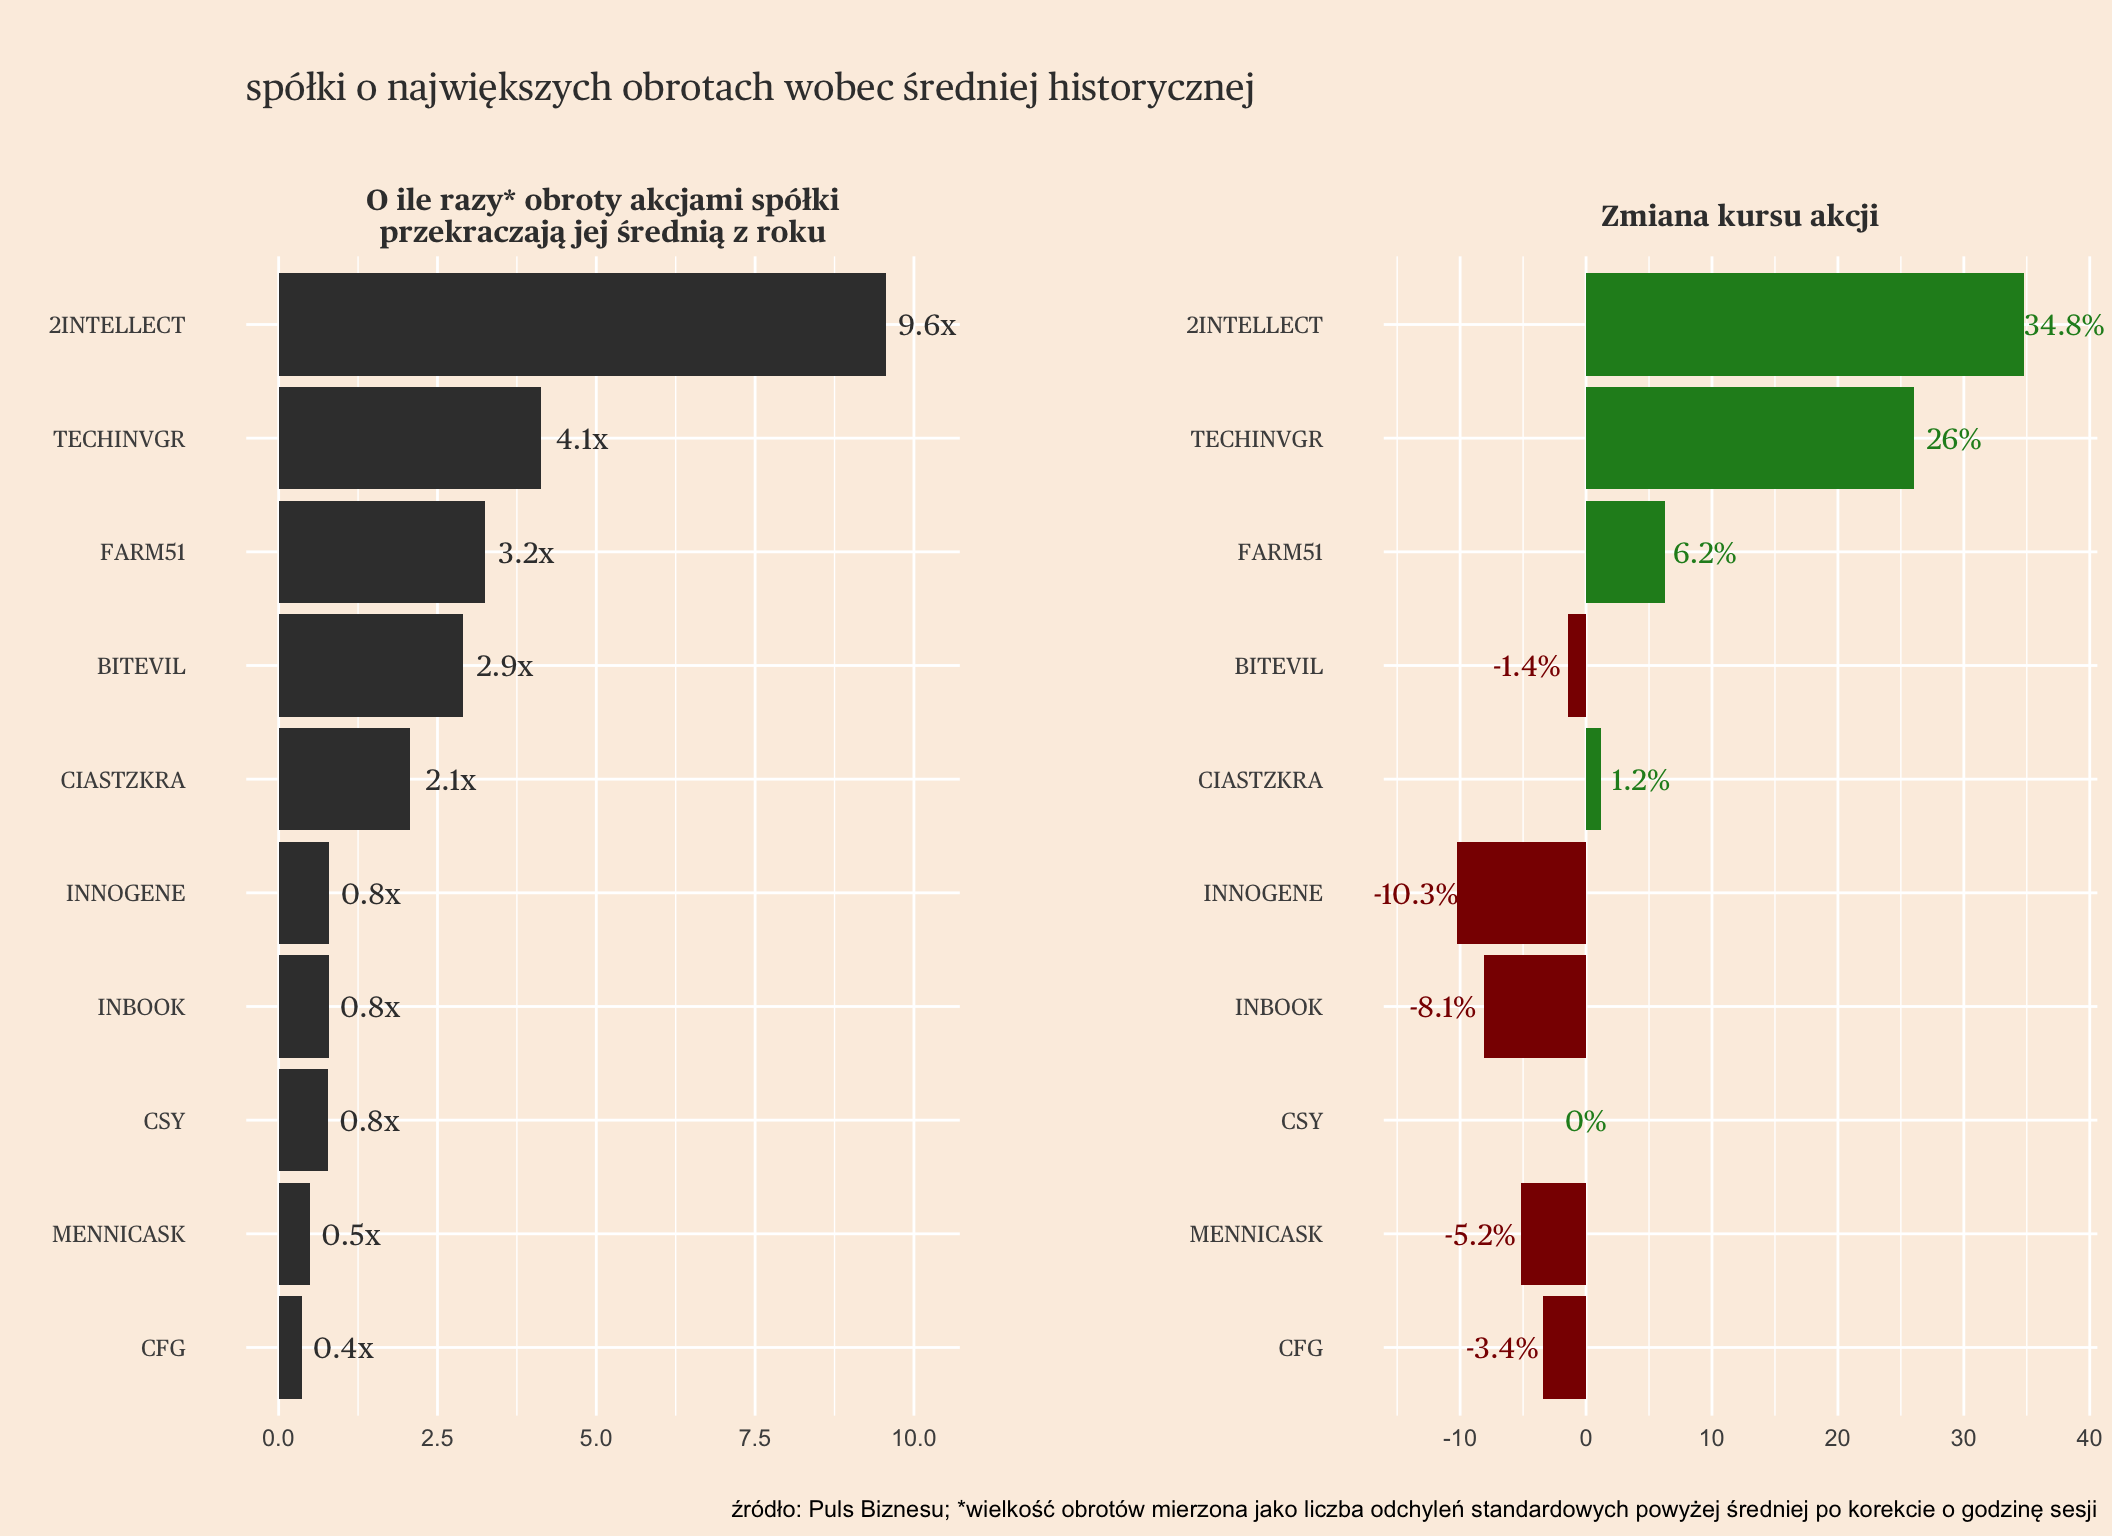 spółki o największych obrotach wobec średniej historycznej
O ile razy* obroty akcjami spółki
przekraczają jej średnią z roku
2INTELLECT 9.6x
TECHINVGR 4.1x
FARM51 3.2x
BITEVIL 2.9x
CIASTZKRA 2.1x
INNOGENE 0.8x
INBOOK 0.8x
CSY 0.8x
MENNICASK 0.5x
CFG 0.4x
0.0 2.5 5.0 7.5 10.0
Zmiana kursu akcji
2INTELLECT 34.8%
TECHINVGR 26%
FARM51 6.2%
BITEVIL -1.4%
CIASTZKRA 1.2%
INNOGENE -10.3%
INBOOK -8.1%
CSY 0%
MENNICASK -5.2%
CFG -3.4%
-10 0 10 20 30 40
źródło: Puls Biznesu; *wielkość obrotów mierzona jako liczba odchyleń standardowych powyżej średniej po korekcie o godzinę sesji